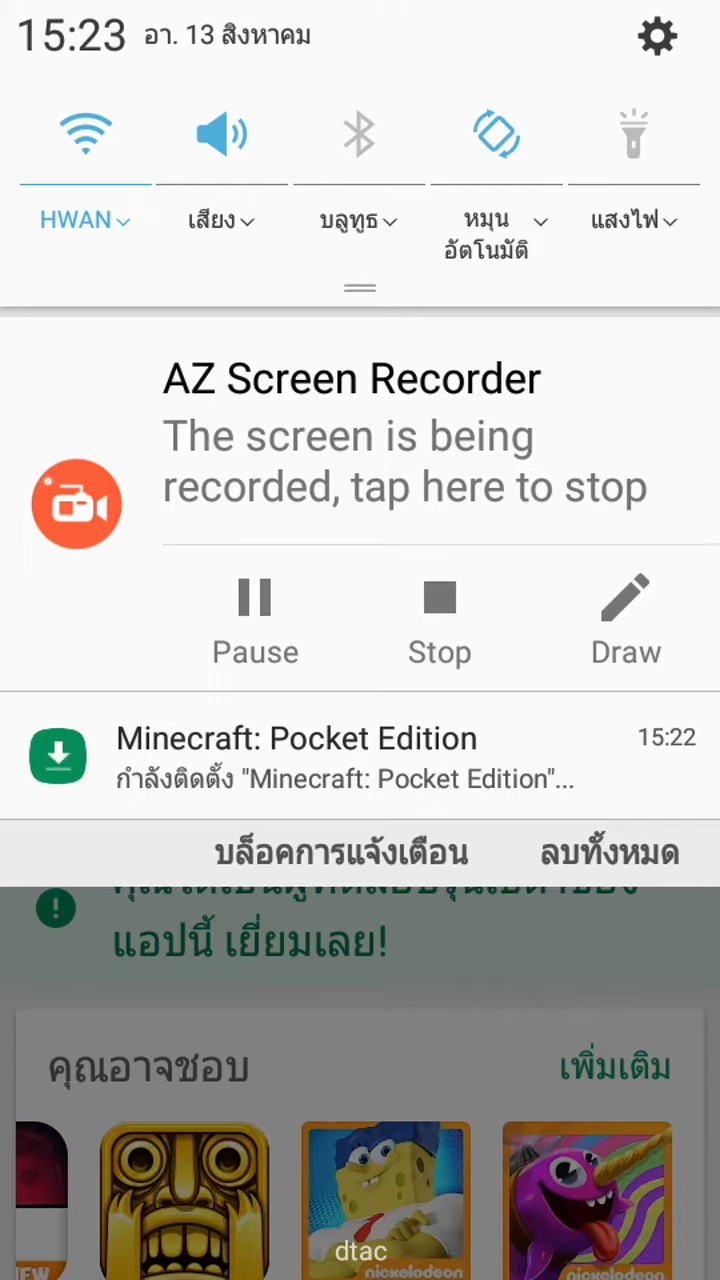 15:23 อา. 13 สิงหาคม
HWAN
เสียง
บลูทูธ
หมุน
อัตโนมัติ
แสงไฟ
AZ Screen Recorder
The screen is being
recorded, tap here to stop
Pause
Stop
Draw
Minecraft: Pocket Edition
15:22
กำลังติดตั้ง "Minecraft: Pocket Edition"...
บล็อคการแจ้งเตือน
ลบทั้งหมด
แอปนี้ เยี่ยมเลย!
คุณอาจชอบ
เพิ่มเติม
dtac
nickelodeon
nickelodeon